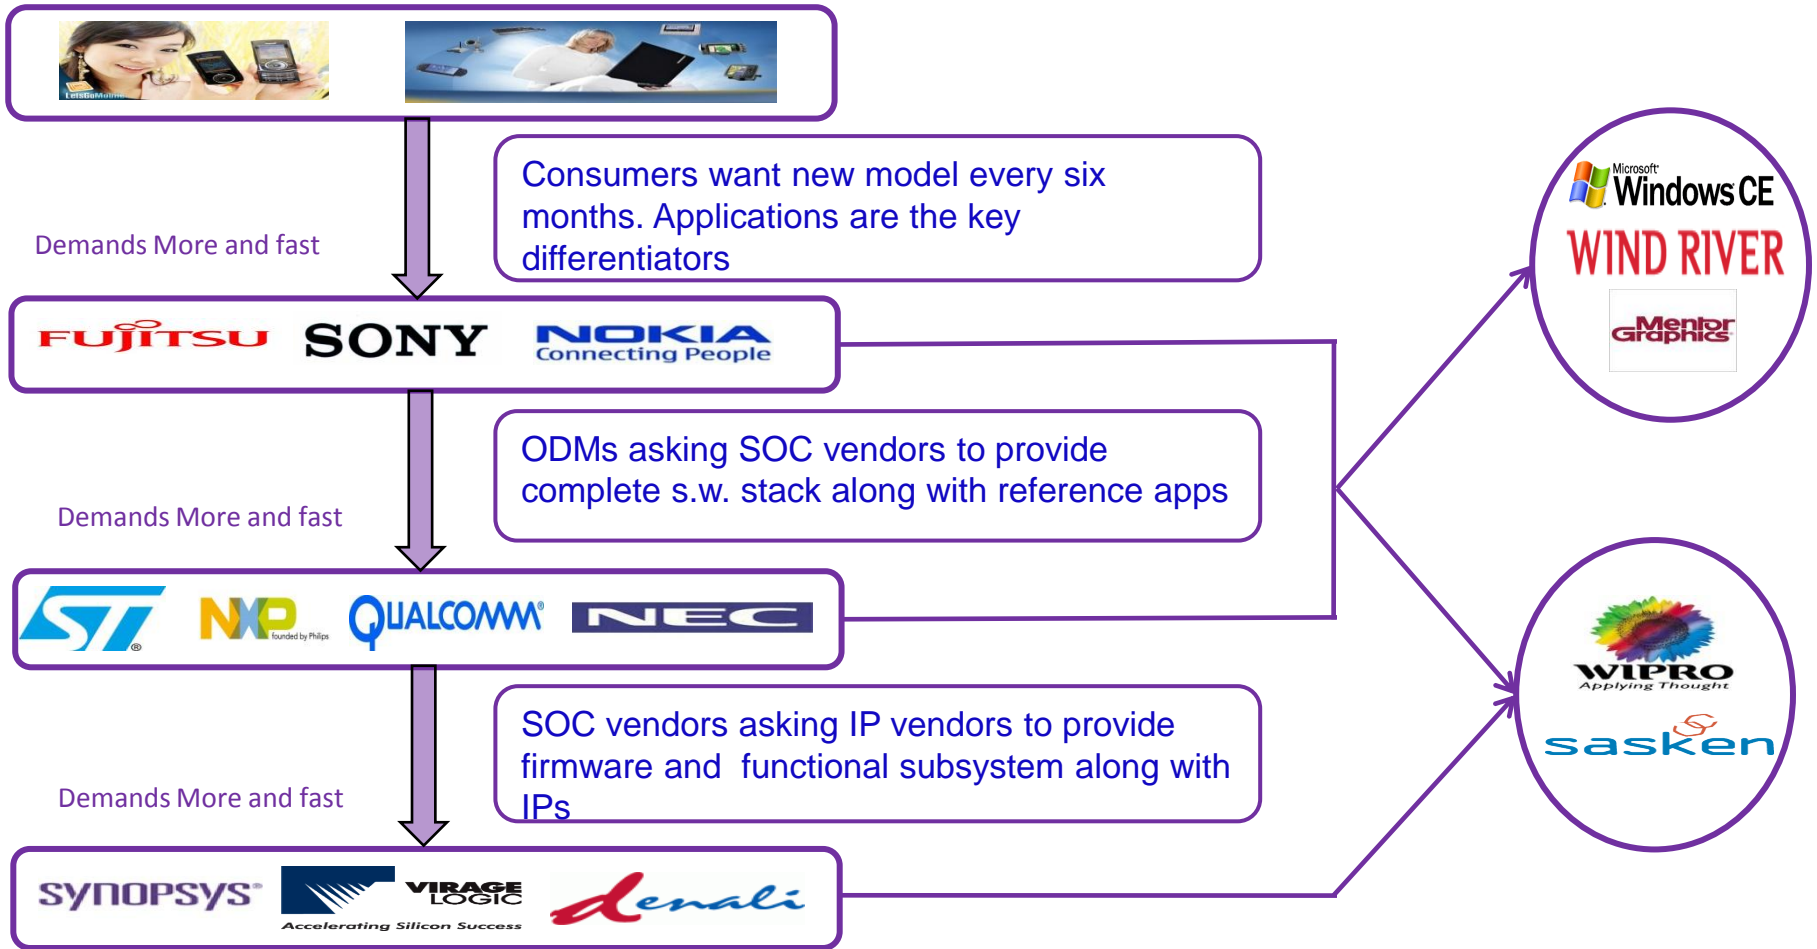 LetsGoMobile
Consumers want new model every six
months. Applications are the key
differentiators
Demands More and fast
FUJITSU
SONY
NOKIA
Connecting People
ODMs asking SOC vendors to provide
complete s.w. stack along with reference apps
Demands More and fast
ST
®
NXP
founded by Philips
QUALCOMM®
NEC
SOC vendors asking IP vendors to provide
firmware and  functional subsystem along with
IPs
Demands More and fast
SYNOPSYS®
VIRAGE
LOGIC
Accelerating Silicon Success
denali
Microsoft®
Windows CE
WIND RIVER
Mentor
Graphics®
WIPRO
Applying Thought
sasken